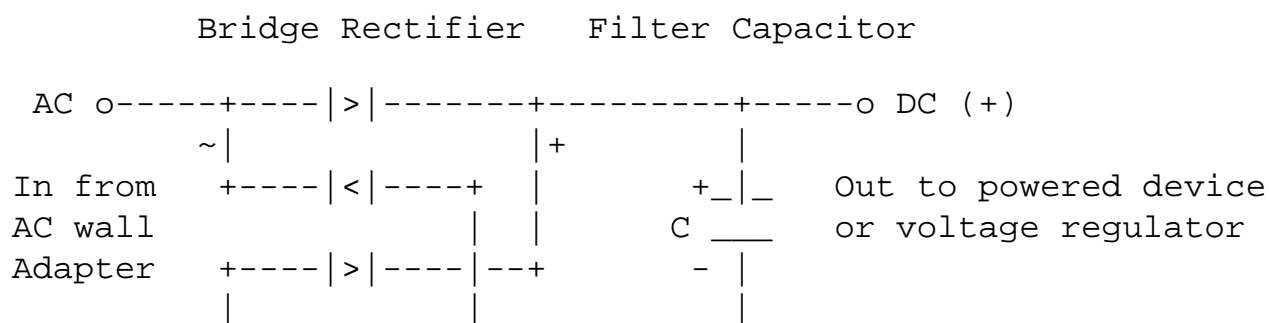 Bridge Rectifier   Filter Capacitor
 AC o-----+----|>|-------+---------+-----o DC (+)
         ~|              |+        |
In from   +----|<|----+  |       +_|_   Out to powered device
AC wall               |  |      C ___   or voltage regulator
Adapter   +----|>|----|--+       - |
          |           |            |